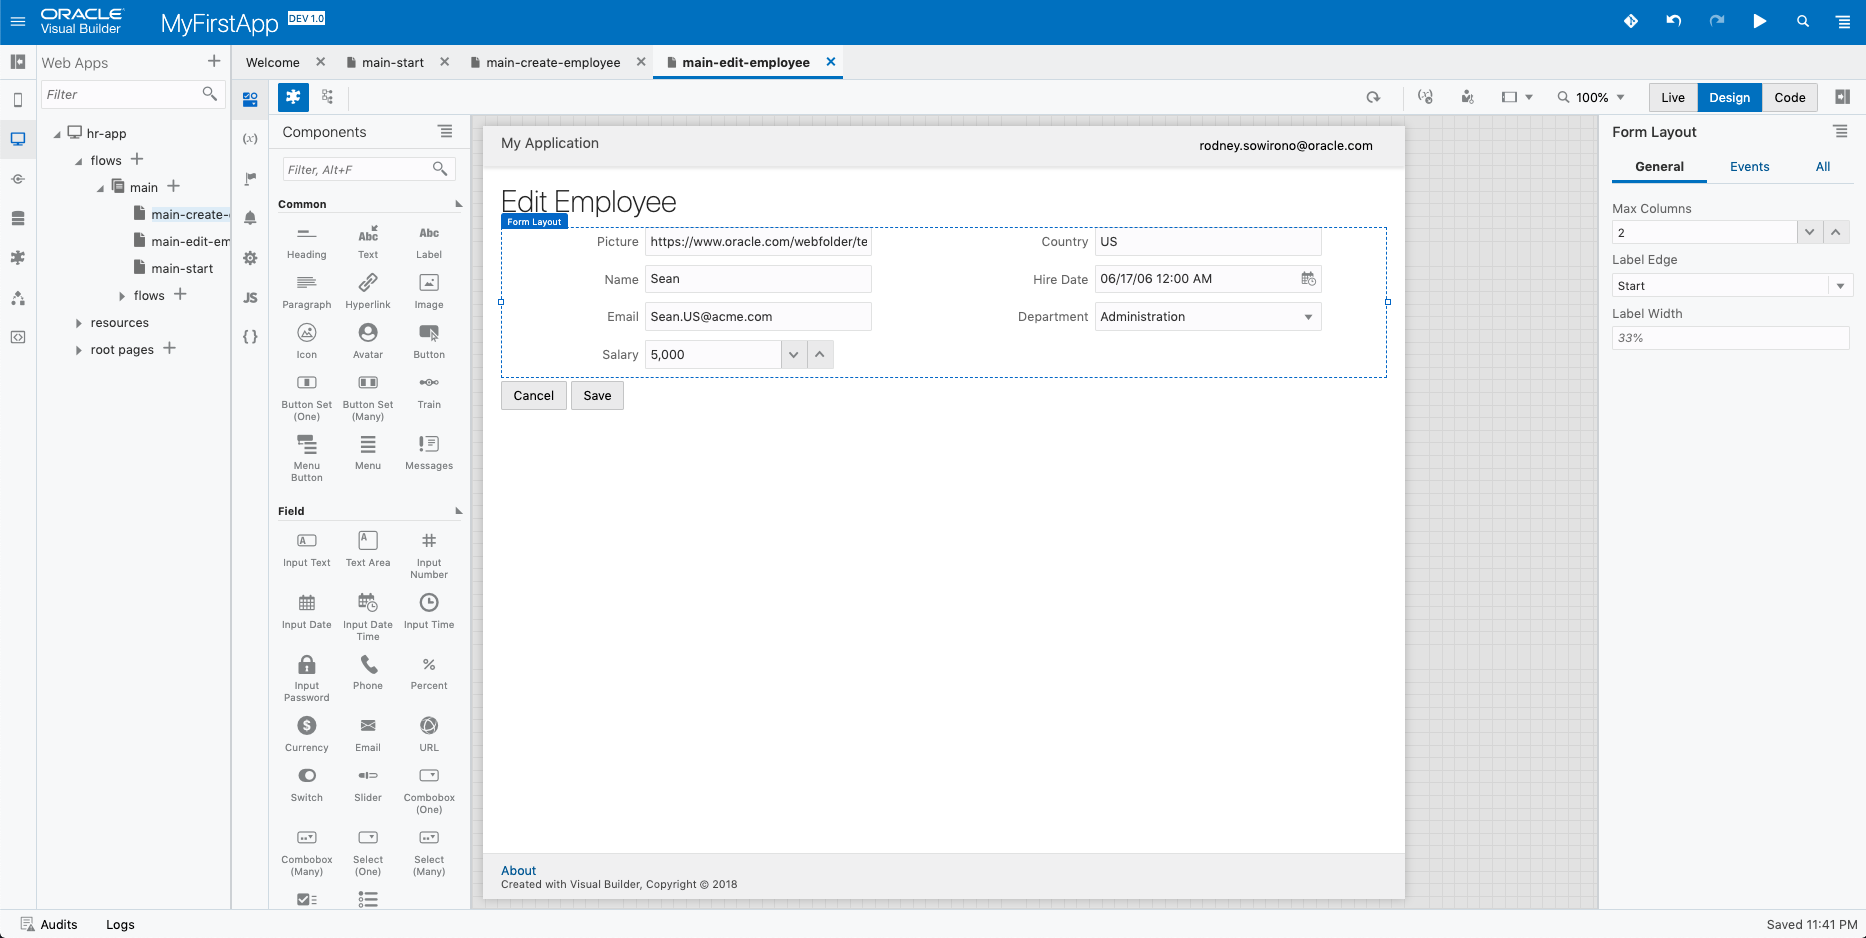 ORACLE
Visual Builder
MyFirstApp DEV 1.0
Web Apps
Filter
hr-app
flows
main
main-create-
main-edit-em
main-start
flows
resources
root pages
Welcome
main-start
main-create-employee
main-edit-employee
100%
Live Design Code
(x)
JS
{ }
Components
Filter, Alt+F
Common
Heading Text Label
Paragraph Hyperlink Image
Icon Avatar Button
Button Set (One) Button Set (Many) Train
Menu Button Menu Messages
Field
Input Text Text Area Input Number
Input Date Input Date Time Input Time
Input Password Phone Percent
Currency Email URL
Switch Slider Combobox (One)
Combobox (Many) Select (One) Select (Many)
My Application
rodney.sowirono@oracle.com
Edit Employee
Form Layout
Picture https://www.oracle.com/webfolder/te
Country US
Name Sean
Hire Date 06/17/06 12:00 AM
Email Sean.US@acme.com
Department Administration
Salary 5,000
Cancel Save
About
Created with Visual Builder, Copyright © 2018
Form Layout
General Events All
Max Columns
2
Label Edge
Start
Label Width
33%
Audits Logs
Saved 11:41 PM